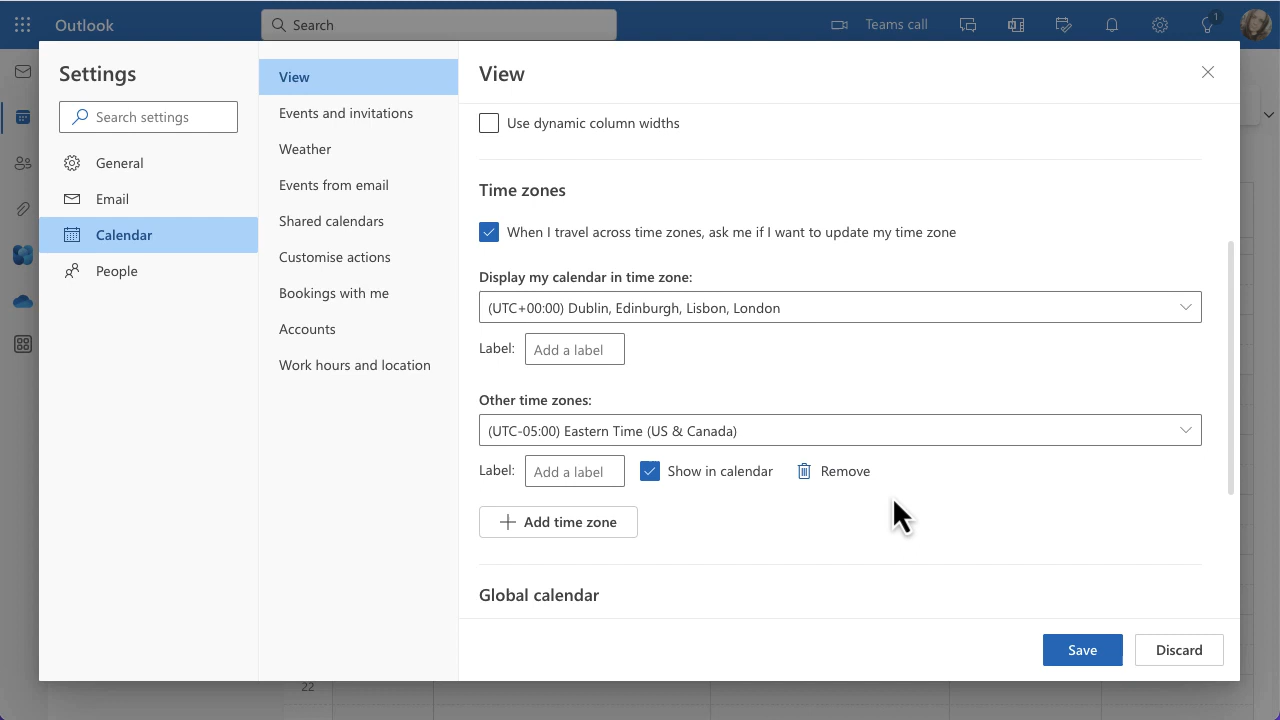 Outlook
Search
Teams call
1
Settings
Search settings
General
Email
Calendar
People
View
Events and invitations
Weather
Events from email
Shared calendars
Customise actions
Bookings with me
Accounts
Work hours and location
View
Use dynamic column widths
Time zones
When I travel across time zones, ask me if I want to update my time zone
Display my calendar in time zone:
(UTC+00:00) Dublin, Edinburgh, Lisbon, London
Label: Add a label
Other time zones:
(UTC-05:00) Eastern Time (US & Canada)
Label: Add a label Show in calendar Remove
Add time zone
Global calendar
Save Discard
22